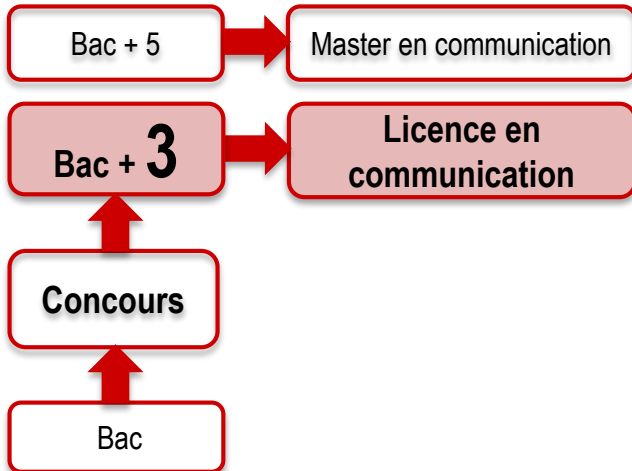 Bac + 5
Master en communication
Bac + 3
Licence en
communication
Concours
Bac